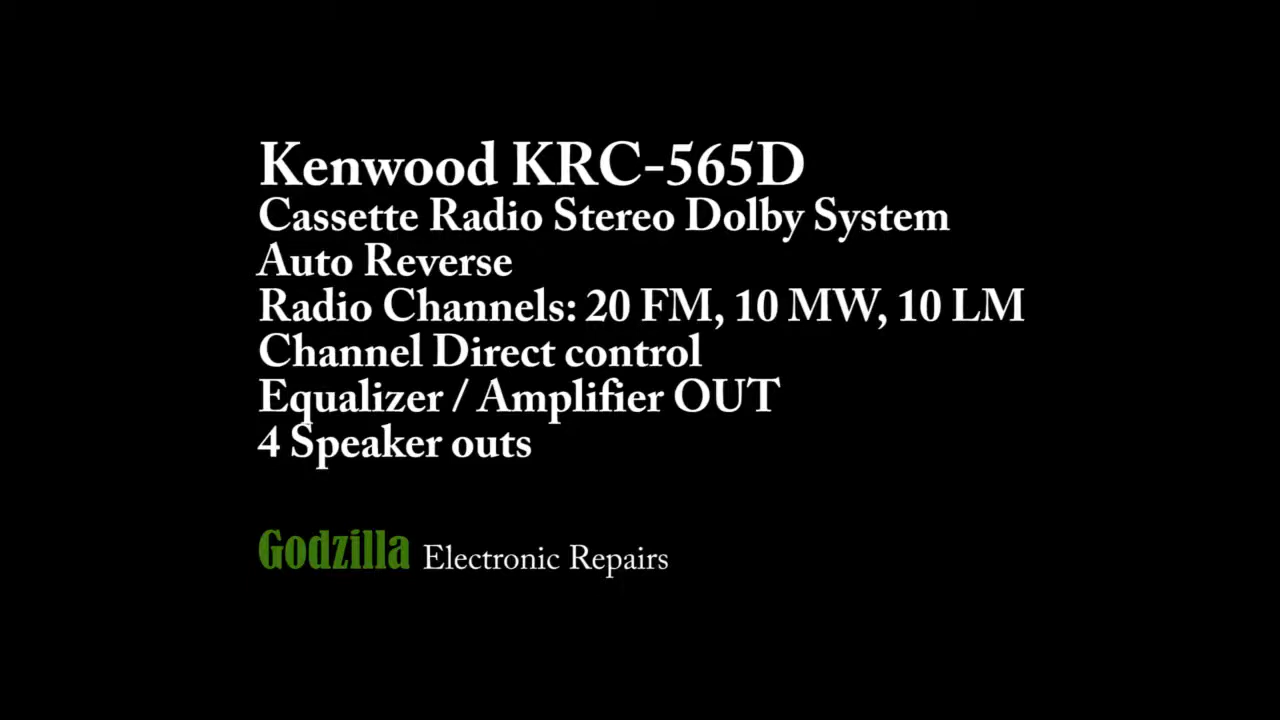 Kenwood KRC-565D
Cassette Radio Stereo Dolby System
Auto Reverse
Radio Channels: 20 FM, 10 MW, 10 LM
Channel Direct control
Equalizer / Amplifier OUT
4 Speaker outs
Godzilla Electronic Repairs